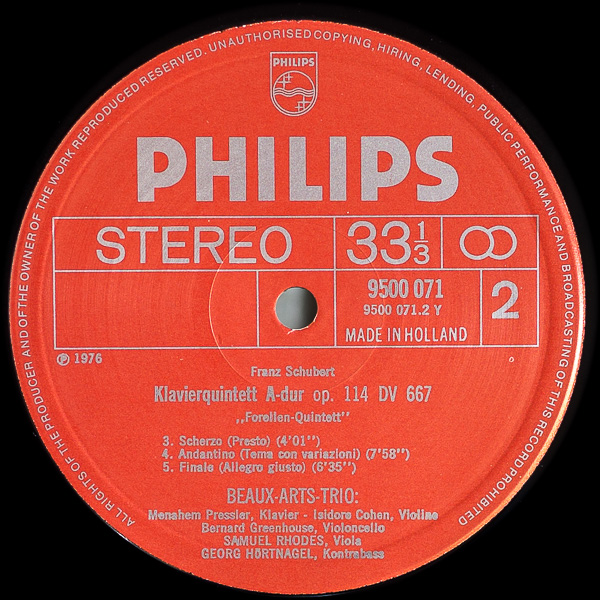 ALL RIGHTS OF THE PRODUCER AND OF THE OWNER OF THE WORK REPRODUCED RESERVED. UNAUTHORISED COPYING, HIRING, LENDING, PUBLIC PERFORMANCE AND BROADCASTING OF THIS RECORD PROHIBITED
PHILIPS
PHILIPS
STEREO 33⅓
9500 071
9500 071.2 Y
2
MADE IN HOLLAND
Ⓟ 1976
Franz Schubert
Klavierquintett A-dur op. 114 DV 667
„Forellen-Quintett"
3. Scherzo (Presto) (4'01'')
4. Andantino (Tema con variazioni) (7'58'')
5. Finale (Allegro giusto) (6'35'')
BEAUX-ARTS-TRIO:
Menahem Pressler, Klavier - Isidore Cohen, Violine
Bernard Greenhouse, Violoncello
SAMUEL RHODES, Viola
GEORG HÖRTNAGEL, Kontrabass